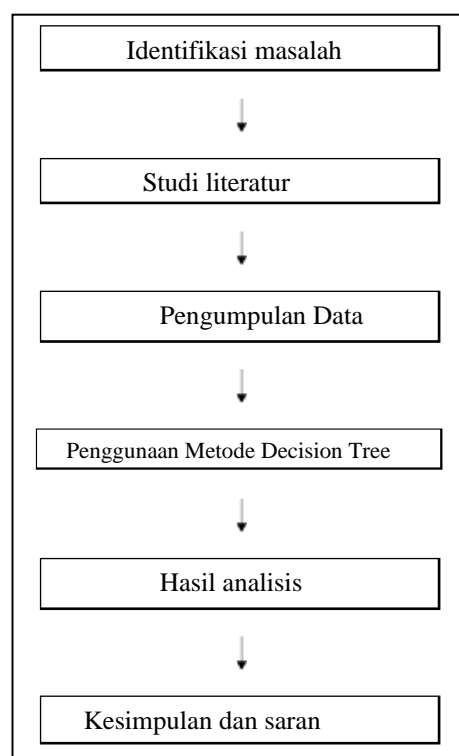 Identifikasi masalah
Studi literatur
Pengumpulan Data
Penggunaan Metode Decision Tree
Hasil analisis
Kesimpulan dan saran